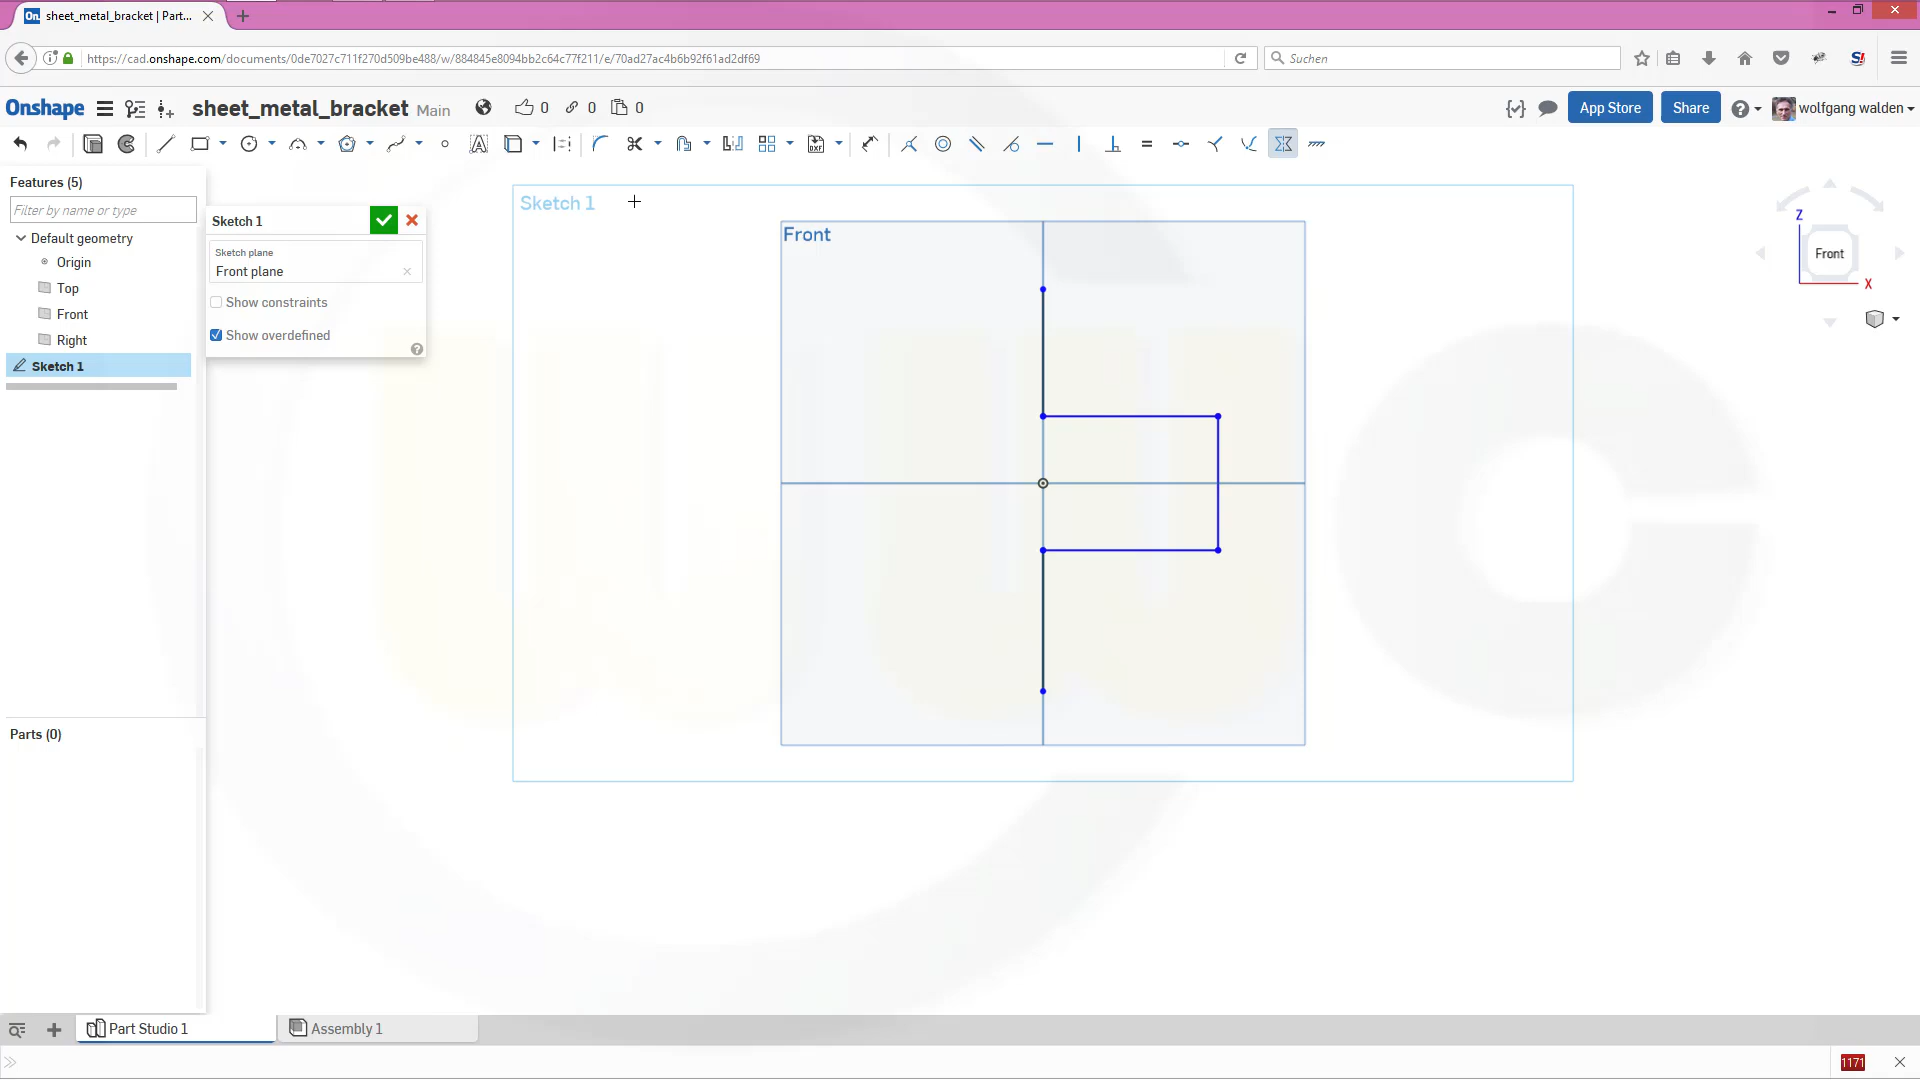 On. sheet_metal_bracket | Part...
https://cad.onshape.com/documents/0de7027c711f270d509be488/w/884845e8094bb2c64c77f211/e/70ad27ac4b6b92f61ad2df69
Suchen
S!
Onshape
sheet_metal_bracket Main
0 0 0
App Store
Share
wolfgang walden
DXF
Features (5)
Filter by name or type
Default geometry
Origin
Top
Front
Right
Sketch 1
Sketch 1
Sketch plane
Front plane
Show constraints
Show overdefined
Sketch 1
Front
Z
Front
X
Parts (0)
Part Studio 1
Assembly 1
1171